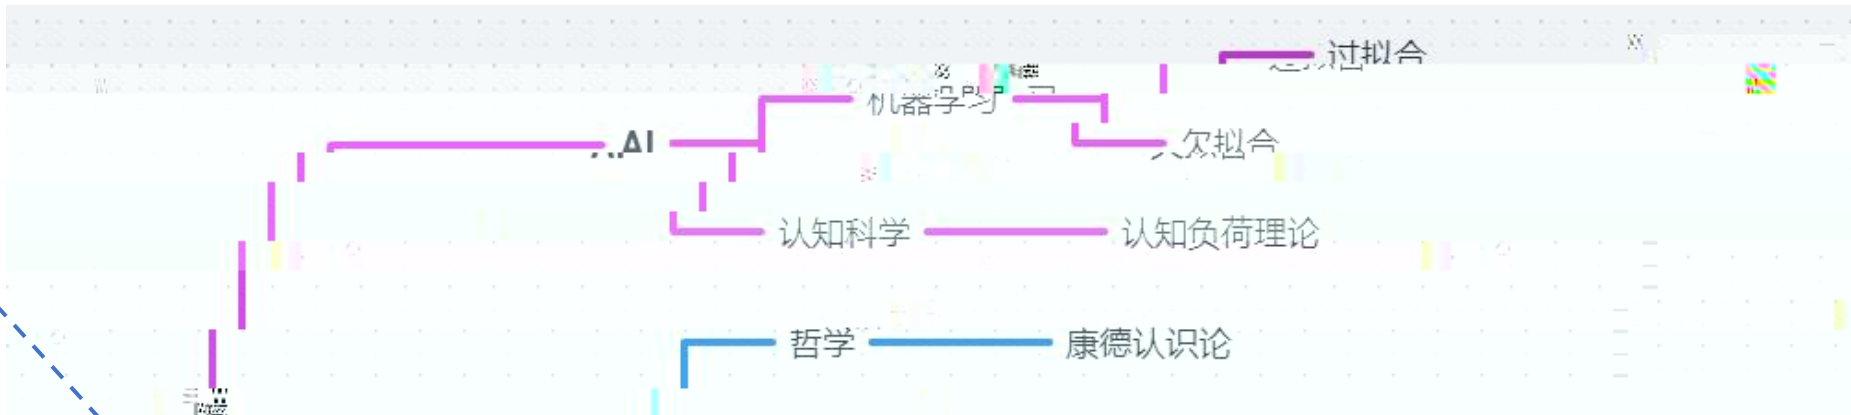 过拟合
机器学习
AI
欠拟合
认知科学 认知负荷理论
哲学 康德认识论